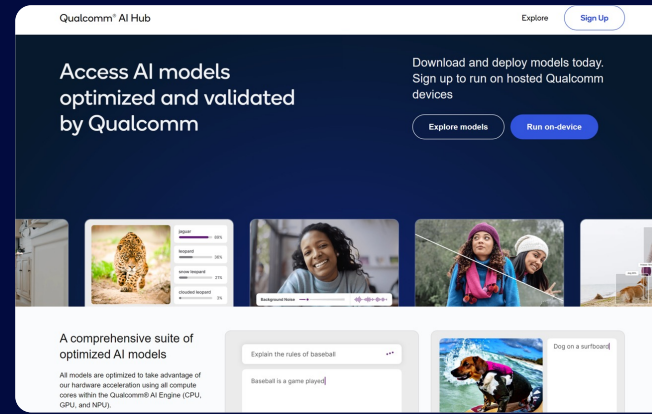 Qualcomm® AI Hub
Explore
Sign Up
Access AI models
optimized and validated
by Qualcomm
Download and deploy models today.
Sign up to run on hosted Qualcomm
devices
Explore models
Run on-device
jaguar
leopard
36%
snow leopard
21%
clouded leopard
3%
Background Noise
A comprehensive suite of
optimized AI models
All models are optimized to take advantage of
our hardware acceleration using all compute
cores within the Qualcomm® AI Engine (CPU,
GPU, and NPU).
Explain the rules of baseball
Baseball is a game played
Dog on a surfboard